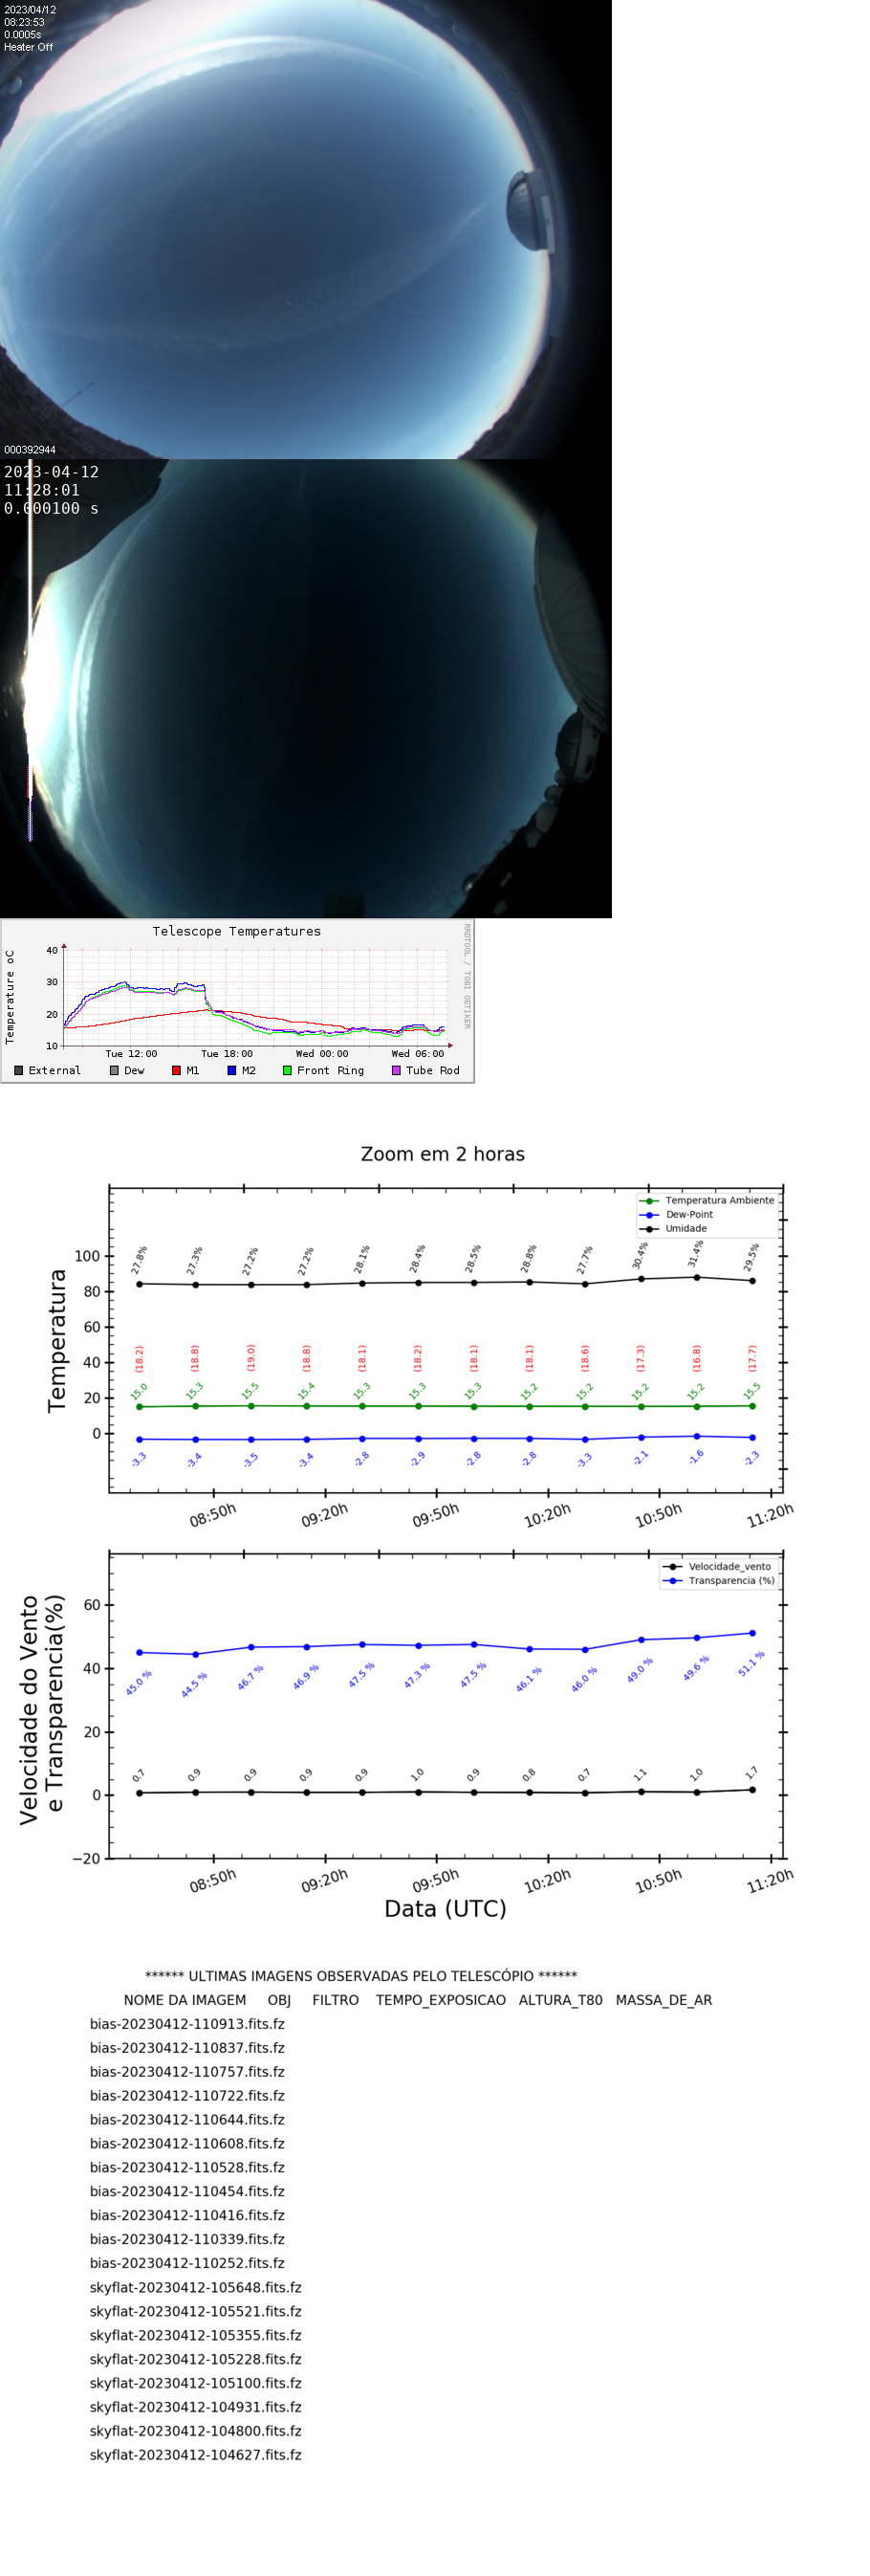 2023/04/12
08:23:53
0.0005s
Heater Off
000392944
2023-04-12
11:28:01
0.000100 s
Telescope Temperatures
RRDTOOL / TOBI OETIKER
Temperature oC
40
30
20
10
Tue 12:00 Tue 18:00 Wed 00:00 Wed 06:00
External Dew M1 M2 Front Ring Tube Rod
Zoom em 2 horas
Temperatura Ambiente
Dew-Point
Umidade
Temperatura
100
80
60
40
20
0
27.8% 27.3% 27.2% 27.2% 28.1% 28.4% 28.5% 28.8% 27.7% 30.4% 31.4% 29.5%
(18.2) (18.8) (19.0) (18.8) (18.1) (18.2) (18.1) (18.1) (18.6) (17.3) (16.8) (17.7)
15.0 15.3 15.5 15.4 15.3 15.3 15.3 15.2 15.2 15.2 15.2 15.5
-3.3 -3.4 -3.5 -3.4 -2.8 -2.9 -2.8 -2.8 -3.3 -2.1 -1.6 -2.3
08:50h 09:20h 09:50h 10:20h 10:50h 11:20h
Velocidade_vento
Transparencia (%)
Velocidade do Vento
e Transparencia(%)
60
40
20
0
−20
45.0 % 44.5 % 46.7 % 46.9 % 47.5 % 47.3 % 47.5 % 46.1 % 46.0 % 49.0 % 49.6 % 51.1 %
0.7 0.9 0.9 0.9 0.9 1.0 0.9 0.8 0.7 1.1 1.0 1.7
08:50h 09:20h 09:50h 10:20h 10:50h 11:20h
Data (UTC)
****** ULTIMAS IMAGENS OBSERVADAS PELO TELESCÓPIO ******
NOME DA IMAGEM OBJ FILTRO TEMPO_EXPOSICAO ALTURA_T80 MASSA_DE_AR
bias-20230412-110913.fits.fz
bias-20230412-110837.fits.fz
bias-20230412-110757.fits.fz
bias-20230412-110722.fits.fz
bias-20230412-110644.fits.fz
bias-20230412-110608.fits.fz
bias-20230412-110528.fits.fz
bias-20230412-110454.fits.fz
bias-20230412-110416.fits.fz
bias-20230412-110339.fits.fz
bias-20230412-110252.fits.fz
skyflat-20230412-105648.fits.fz
skyflat-20230412-105521.fits.fz
skyflat-20230412-105355.fits.fz
skyflat-20230412-105228.fits.fz
skyflat-20230412-105100.fits.fz
skyflat-20230412-104931.fits.fz
skyflat-20230412-104800.fits.fz
skyflat-20230412-104627.fits.fz